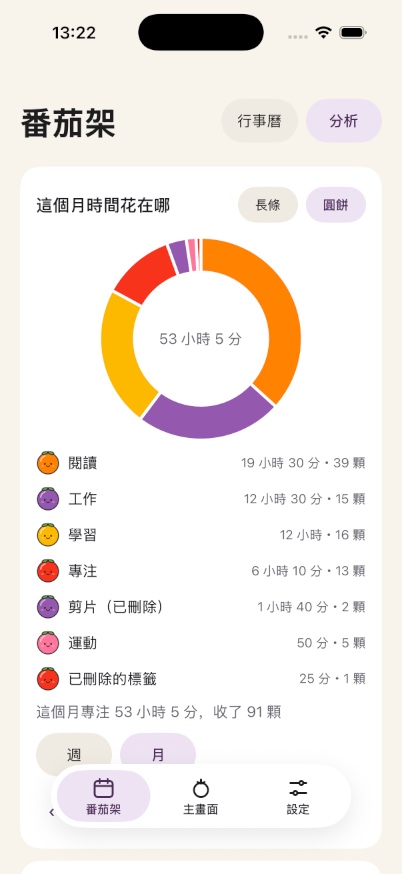 13:22
番茄架
行事曆
分析
這個月時間花在哪
長條
圓餅
53 小時 5 分
閱讀 19 小時 30 分・39 顆
工作 12 小時 30 分・15 顆
學習 12 小時・16 顆
專注 6 小時 10 分・13 顆
剪片（已刪除） 1 小時 40 分・2 顆
運動 50 分・5 顆
已刪除的標籤 25 分・1 顆
這個月專注 53 小時 5 分，收了 91 顆
週
月
番茄架
主畫面
設定